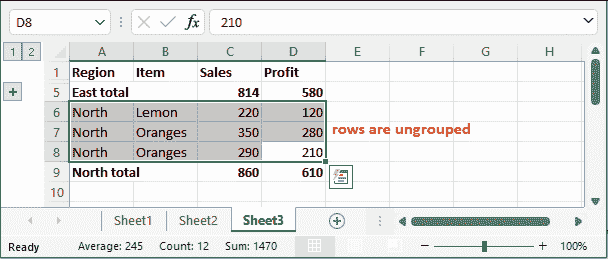 D8 fx 210
1 2 A B C D E F G H
1 Region Item Sales Profit
5 East total 814 580
6 North Lemon 220 120
7 North Oranges 350 280 rows are ungrouped
8 North Oranges 290 210
9 North total 860 610
10
Sheet1 Sheet2 Sheet3
Ready Average: 245 Count: 12 Sum: 1470 100%